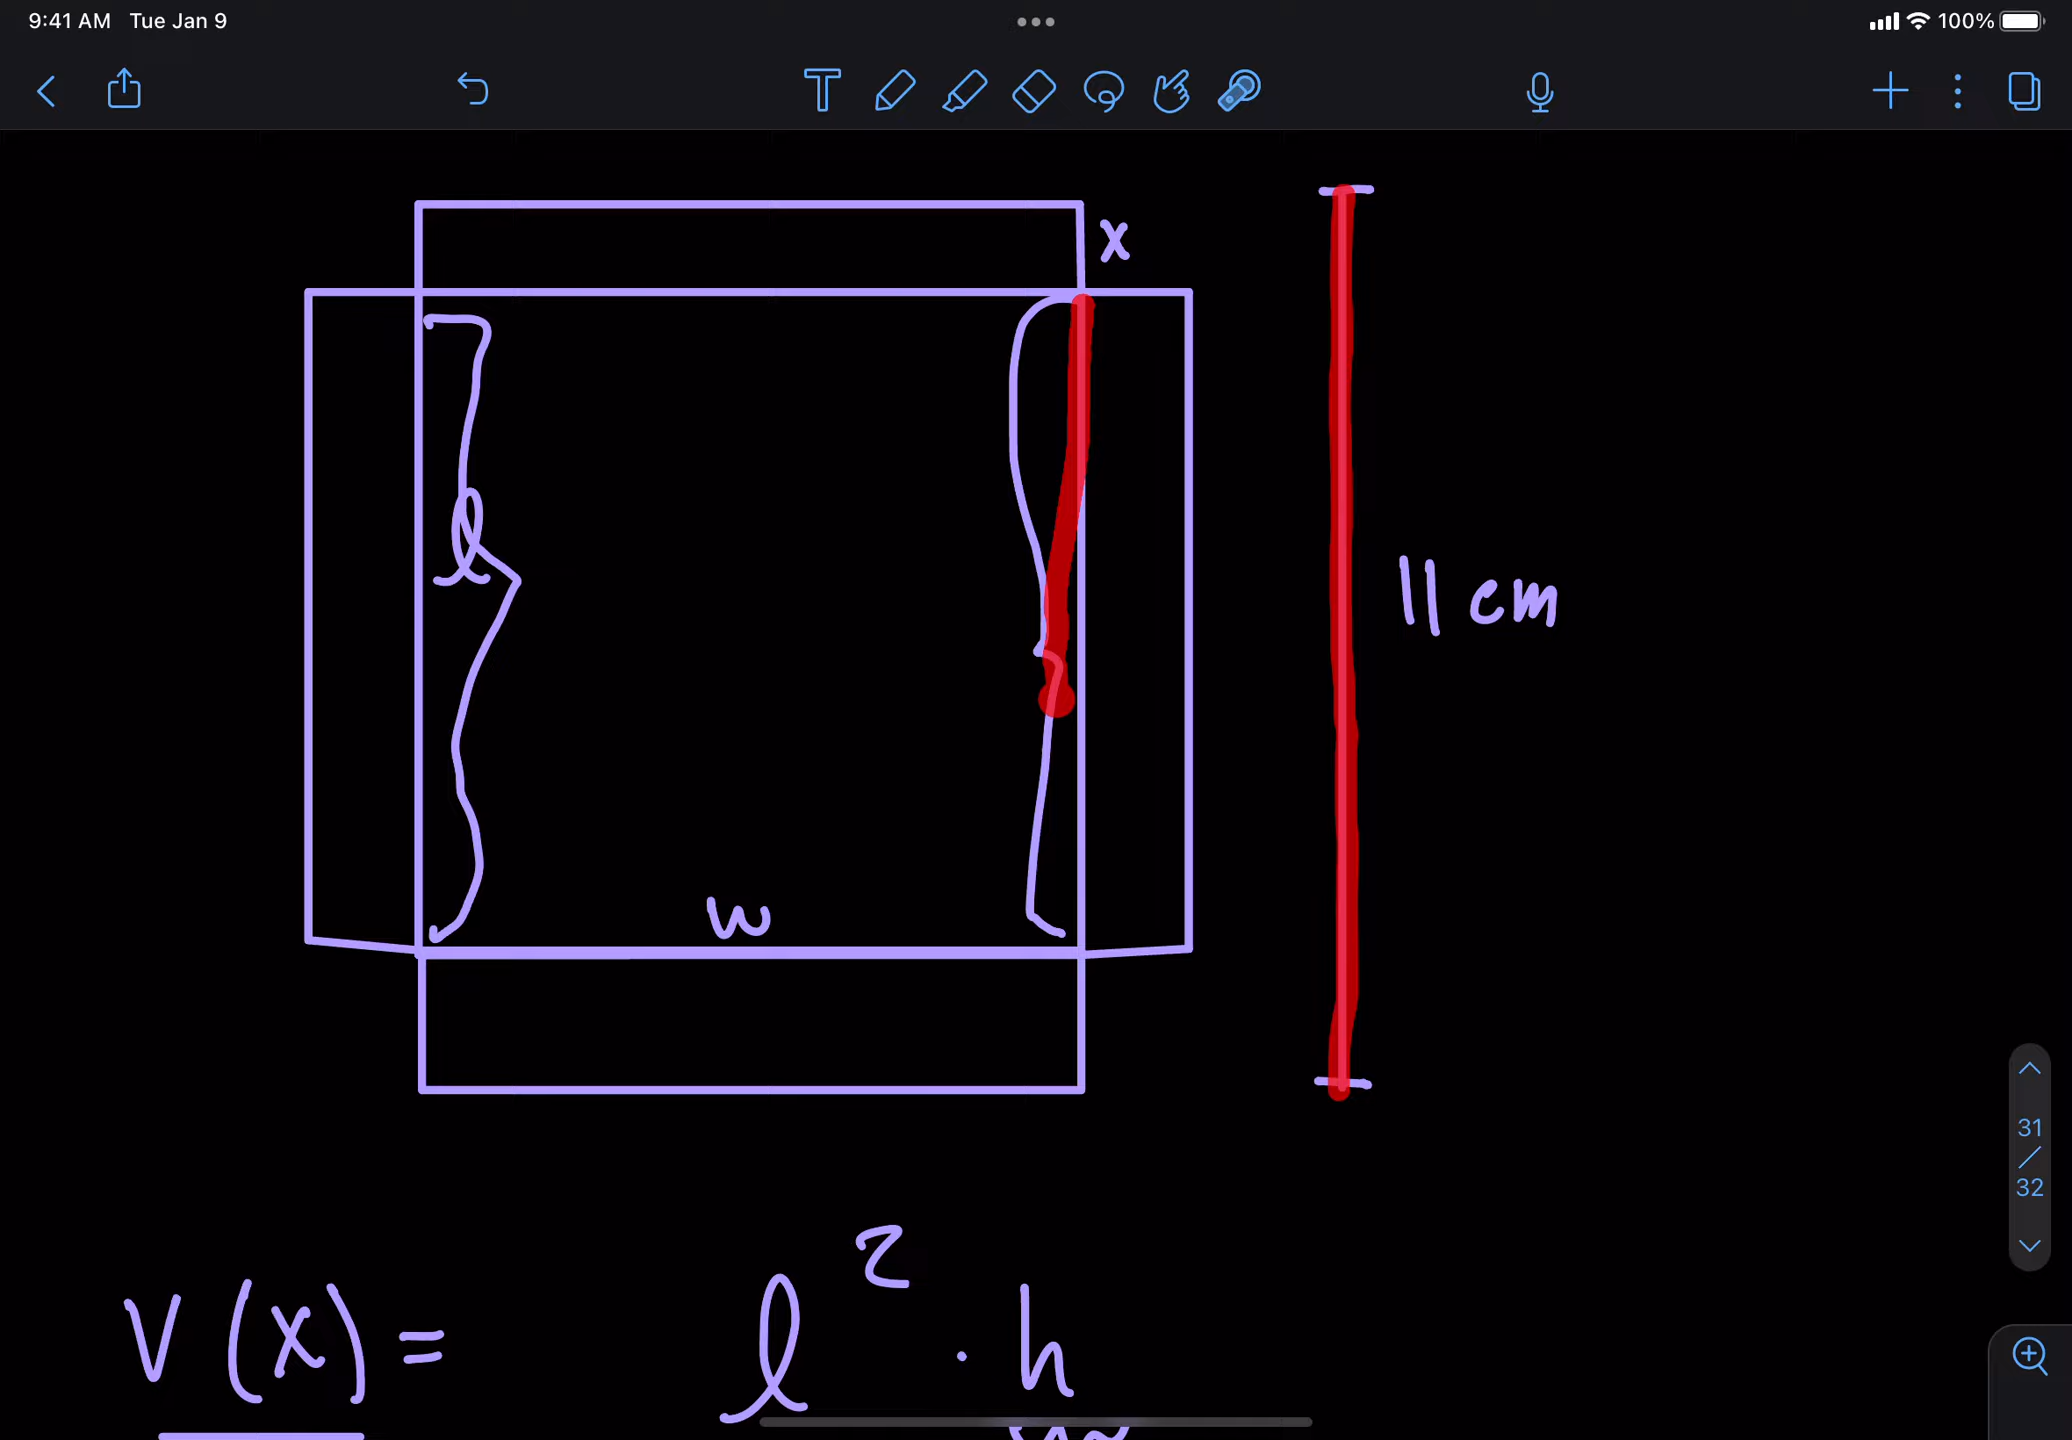 9:41 AM Tue Jan 9
100%
T
x
l
11 cm
w
31
/
32
V(x) = l² · h